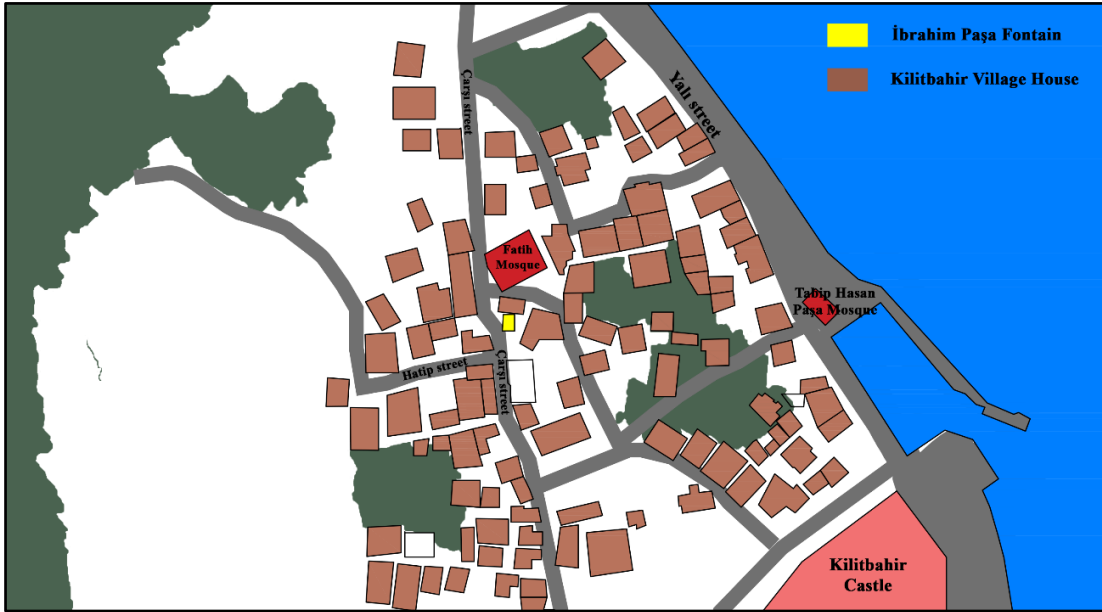 İbrahim Paşa Fontain
Kilitbahir Village House
Yalı street
Çarşı street
Fatih
Mosque
Tabip Hasan
Paşa Mosque
Hatip street
Çarşı street
Kilitbahir
Castle